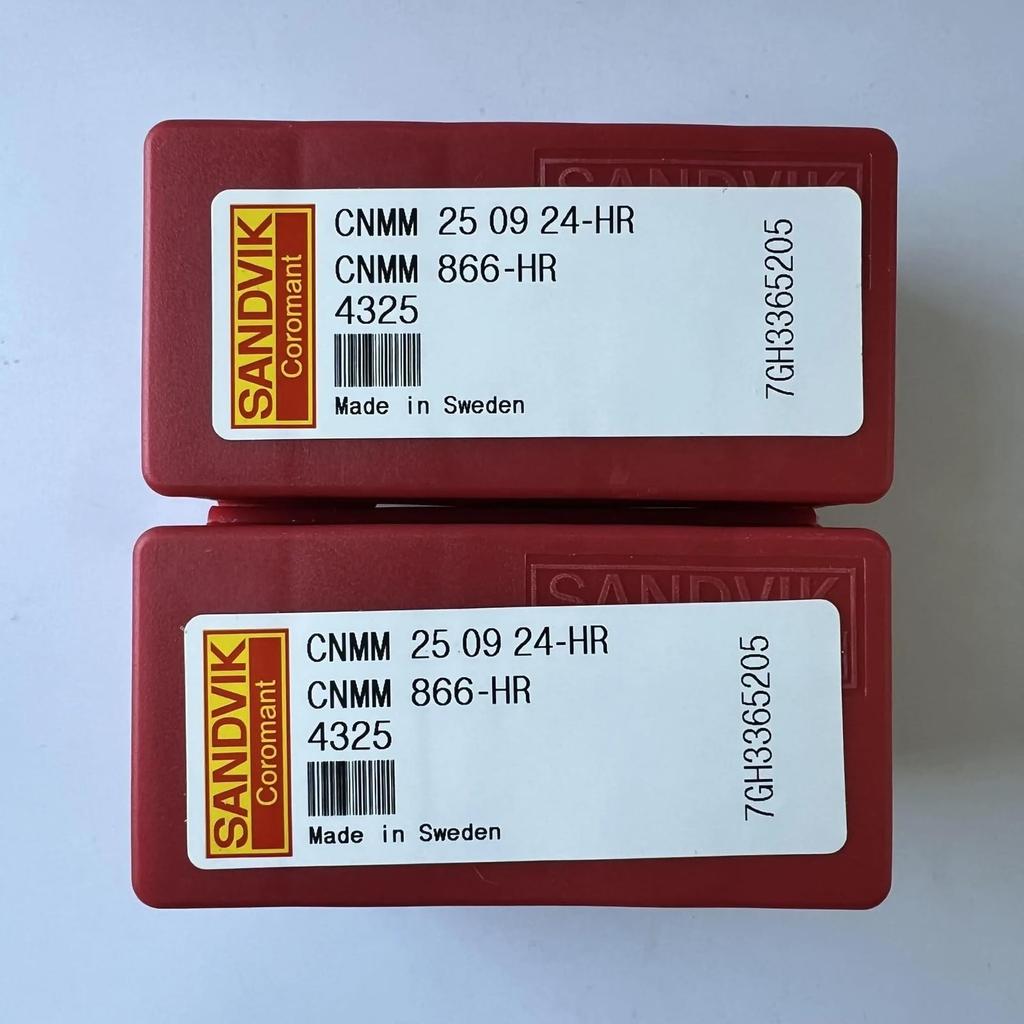 SANDVIK
SANDVIK
Coromant
CNMM 25 09 24-HR
CNMM 866-HR
4325
Made in Sweden
7GH3365205
SANDVIK
SANDVIK
Coromant
CNMM 25 09 24-HR
CNMM 866-HR
4325
Made in Sweden
7GH3365205